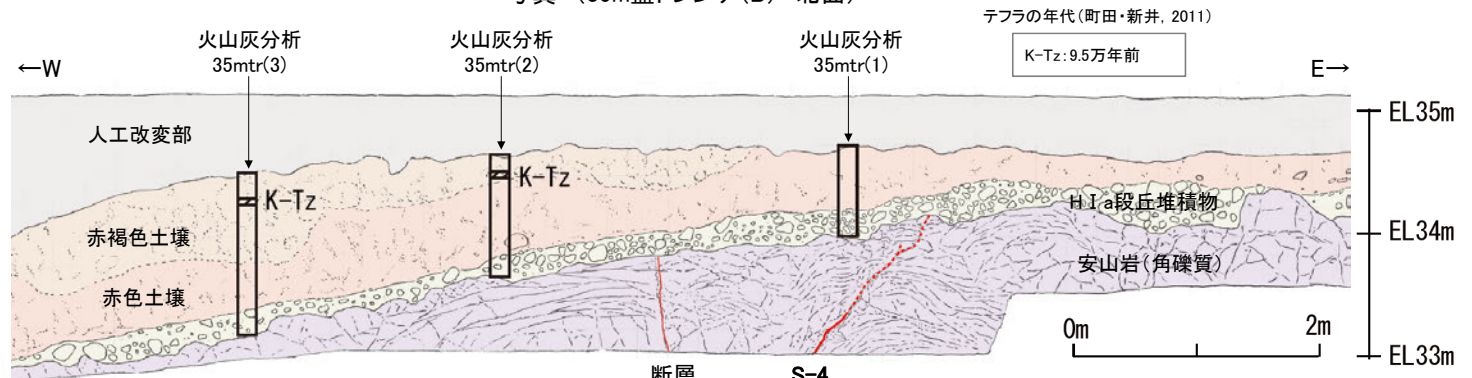 テフラの年代(町田・新井, 2011)
K-Tz:9.5万年前
火山灰分析
35mtr(3)
火山灰分析
35mtr(2)
火山灰分析
35mtr(1)
←W
E→
EL35m
人工改変部
K-Tz
K-Tz
HⅠa段丘堆積物
赤褐色土壌
EL34m
安山岩(角礫質)
赤色土壌
0m
2m
EL33m
断層
S-4